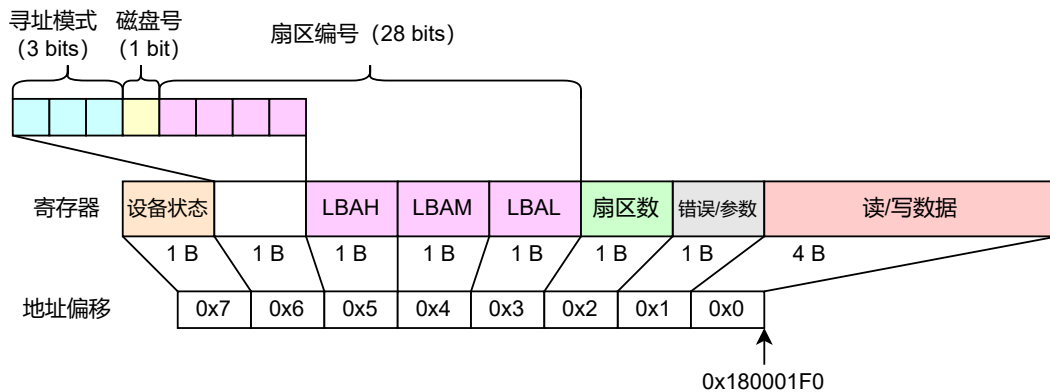 寻址模式
(3 bits)
磁盘号
(1 bit)
扇区编号 (28 bits)
寄存器 设备状态 LBAH LBAM LBAL 扇区数 错误/参数 读/写数据
1 B 1 B 1 B 1 B 1 B 1 B 1 B 4 B
地址偏移 0x7 0x6 0x5 0x4 0x3 0x2 0x1 0x0
0x180001F0